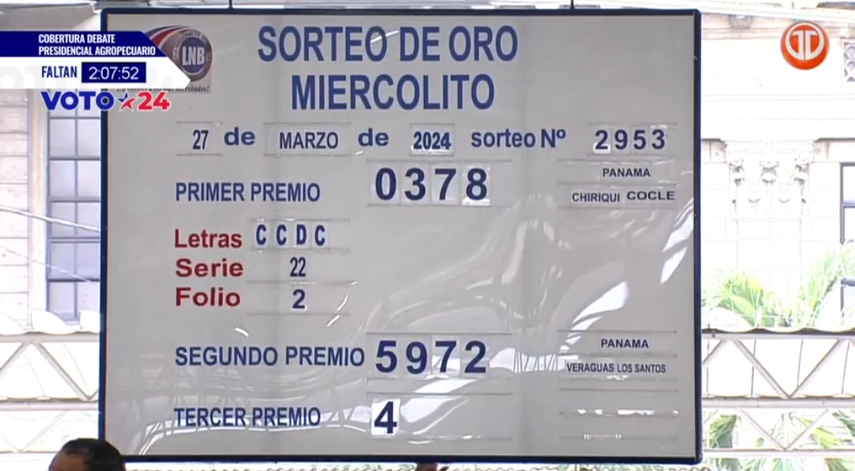 COBERTURA DEBATE
PRESIDENCIAL AGROPECUARIO
FALTAN 2:07:52
VOTO★24
LNB
SORTEO DE ORO
MIERCOLITO
27 de MARZO de 2024 sorteo Nº 2953
PRIMER PREMIO 0378
PANAMA
CHIRIQUI COCLE
Letras C C D C
Serie 22
Folio 2
SEGUNDO PREMIO 5972
PANAMA
VERAGUAS LOS SANTOS
TERCER PREMIO 4